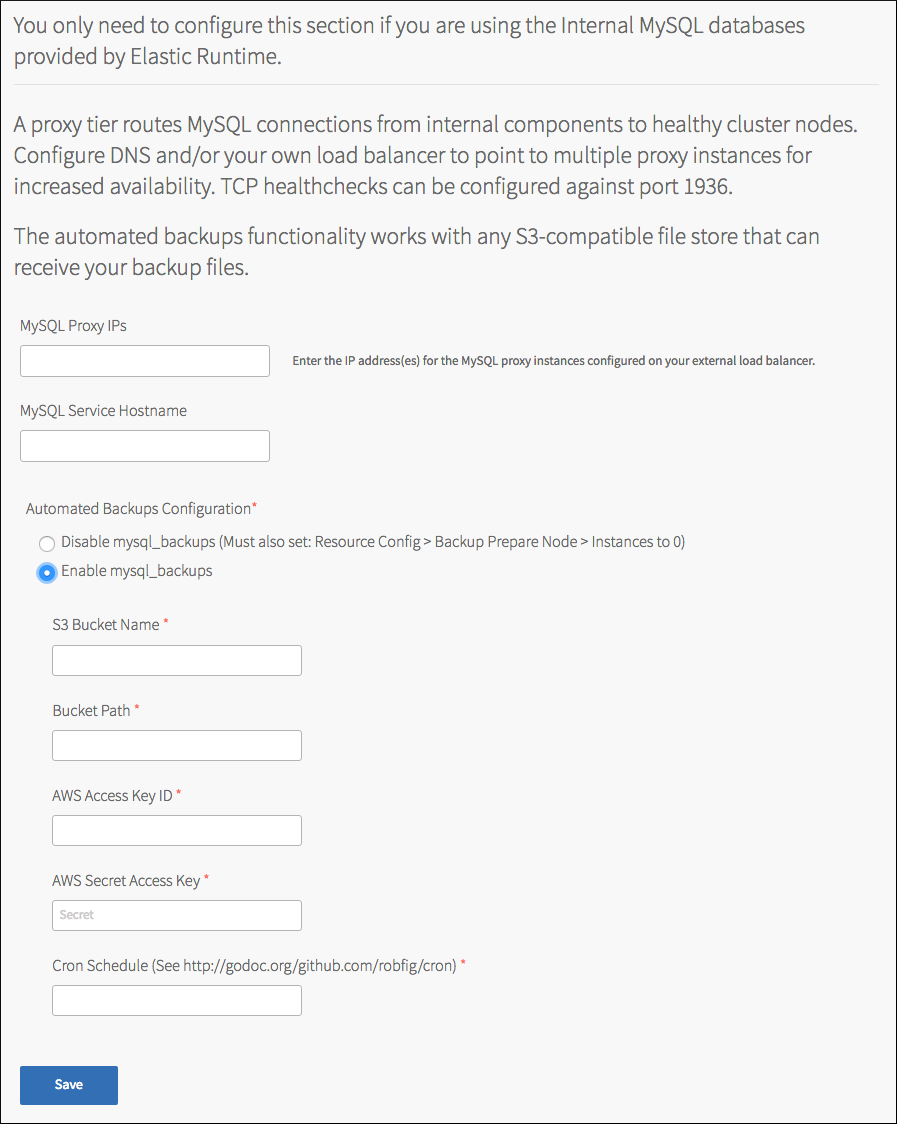 You only need to configure this section if you are using the Internal MySQL databases
provided by Elastic Runtime.
A proxy tier routes MySQL connections from internal components to healthy cluster nodes.
Configure DNS and/or your own load balancer to point to multiple proxy instances for
increased availability. TCP healthchecks can be configured against port 1936.
The automated backups functionality works with any S3-compatible file store that can
receive your backup files.
MySQL Proxy IPs
Enter the IP address(es) for the MySQL proxy instances configured on your external load balancer.
MySQL Service Hostname
Automated Backups Configuration*
Disable mysql_backups (Must also set: Resource Config > Backup Prepare Node > Instances to 0)
Enable mysql_backups
S3 Bucket Name *
Bucket Path *
AWS Access Key ID *
AWS Secret Access Key *
Secret
Cron Schedule (See http://godoc.org/github.com/robfig/cron) *
Save